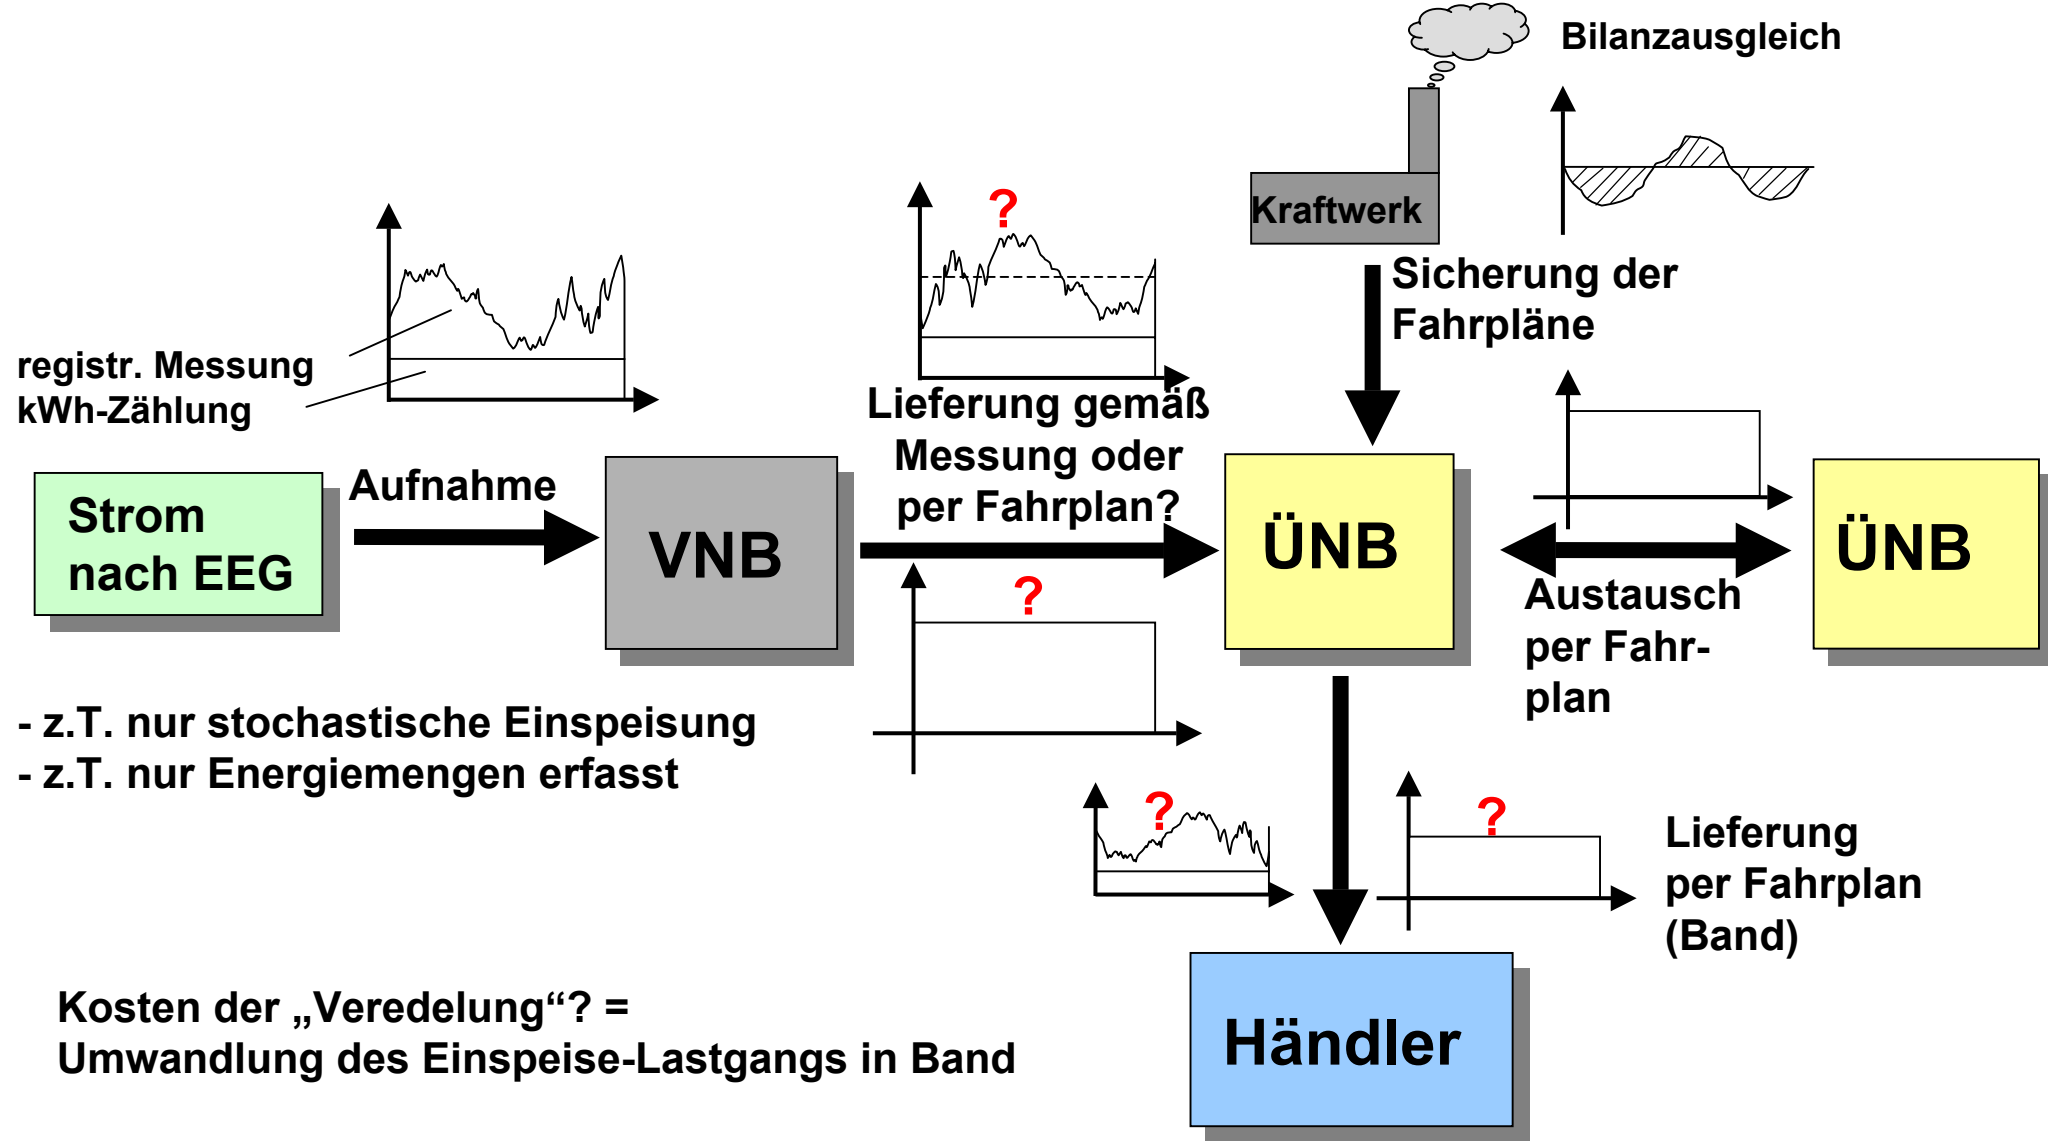 Bilanzausgleich
?
Kraftwerk
Sicherung der
Fahrpläne
registr. Messung
kWh-Zählung
Lieferung gemäß
Messung oder
per Fahrplan?
Strom
nach EEG
Aufnahme
VNB
ÜNB
ÜNB
?
Austausch
per Fahr-
plan
- z.T. nur stochastische Einspeisung
- z.T. nur Energiemengen erfasst
?
?
Lieferung
per Fahrplan
(Band)
Kosten der „Veredelung“? =
Umwandlung des Einspeise-Lastgangs in Band
Händler